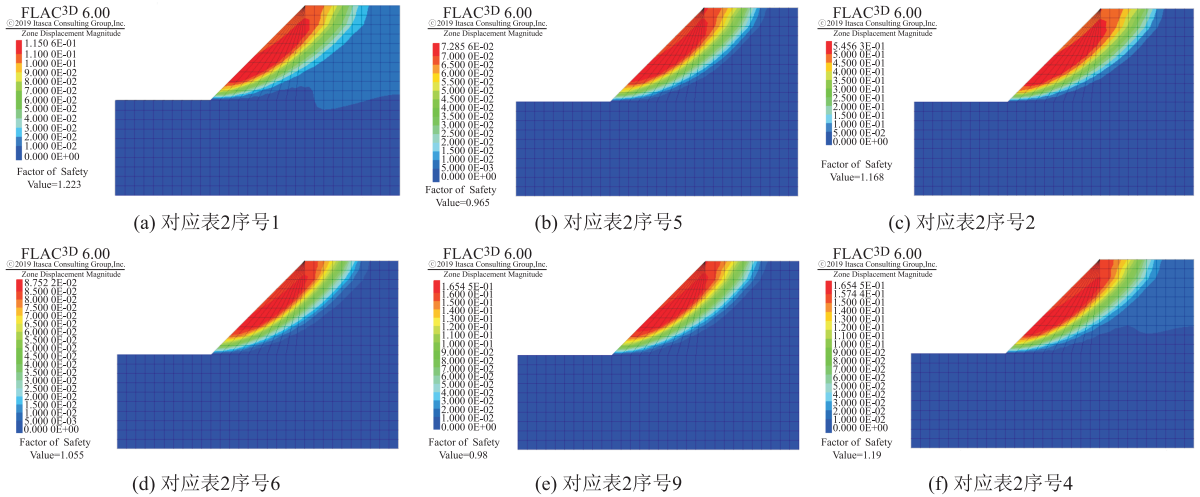 FLAC3D 6.00
ⓒ2019 Itasca Consulting Group,Inc.
Zone Displacement Magnitude
1.150 6E-01
1.100 0E-01
1.000 0E-01
9.000 0E-02
8.000 0E-02
7.000 0E-02
6.000 0E-02
5.000 0E-02
4.000 0E-02
3.000 0E-02
2.000 0E-02
1.000 0E-02
0.000 0E+00
Factor of Safety
Value=1.223
(a) 对应表2序号1
FLAC3D 6.00
ⓒ2019 Itasca Consulting Group,Inc.
Zone Displacement Magnitude
7.285 6E-02
7.000 0E-02
6.500 0E-02
6.000 0E-02
5.500 0E-02
5.000 0E-02
4.500 0E-02
4.000 0E-02
3.500 0E-02
3.000 0E-02
2.500 0E-02
2.000 0E-02
1.500 0E-02
1.000 0E-02
5.000 0E-03
0.000 0E+00
Factor of Safety
Value=0.965
(b) 对应表2序号5
FLAC3D 6.00
ⓒ2019 Itasca Consulting Group,Inc.
Zone Displacement Magnitude
5.456 3E-01
5.000 0E-01
4.500 0E-01
4.000 0E-01
3.500 0E-01
3.000 0E-01
2.500 0E-01
2.000 0E-01
1.500 0E-01
1.000 0E-01
5.000 0E-02
0.000 0E+00
Factor of Safety
Value=1.168
(c) 对应表2序号2
FLAC3D 6.00
ⓒ2019 Itasca Consulting Group,Inc.
Zone Displacement Magnitude
8.752 2E-02
8.500 0E-02
8.000 0E-02
7.500 0E-02
7.000 0E-02
6.500 0E-02
6.000 0E-02
5.500 0E-02
5.000 0E-02
4.500 0E-02
4.000 0E-02
3.500 0E-02
3.000 0E-02
2.500 0E-02
2.000 0E-02
1.500 0E-02
1.000 0E-02
5.000 0E-03
0.000 0E+00
Factor of Safety
Value=1.055
(d) 对应表2序号6
FLAC3D 6.00
ⓒ2019 Itasca Consulting Group,Inc.
Zone Displacement Magnitude
1.654 5E-01
1.500 0E-01
1.400 0E-01
1.300 0E-01
1.200 0E-01
1.100 0E-01
1.000 0E-01
9.000 0E-02
8.000 0E-02
7.000 0E-02
6.000 0E-02
5.000 0E-02
4.000 0E-02
3.000 0E-02
2.000 0E-02
1.000 0E-02
0.000 0E+00
Factor of Safety
Value=0.98
(e) 对应表2序号9
FLAC3D 6.00
ⓒ2019 Itasca Consulting Group,Inc.
Zone Displacement Magnitude
1.654 5E-01
1.574 4E-01
1.500 0E-01
1.400 0E-01
1.300 0E-01
1.200 0E-01
1.100 0E-01
1.000 0E-01
9.000 0E-02
8.000 0E-02
7.000 0E-02
6.000 0E-02
5.000 0E-02
4.000 0E-02
3.000 0E-02
2.000 0E-02
1.000 0E-02
0.000 0E+00
Factor of Safety
Value=1.19
(f) 对应表2序号4